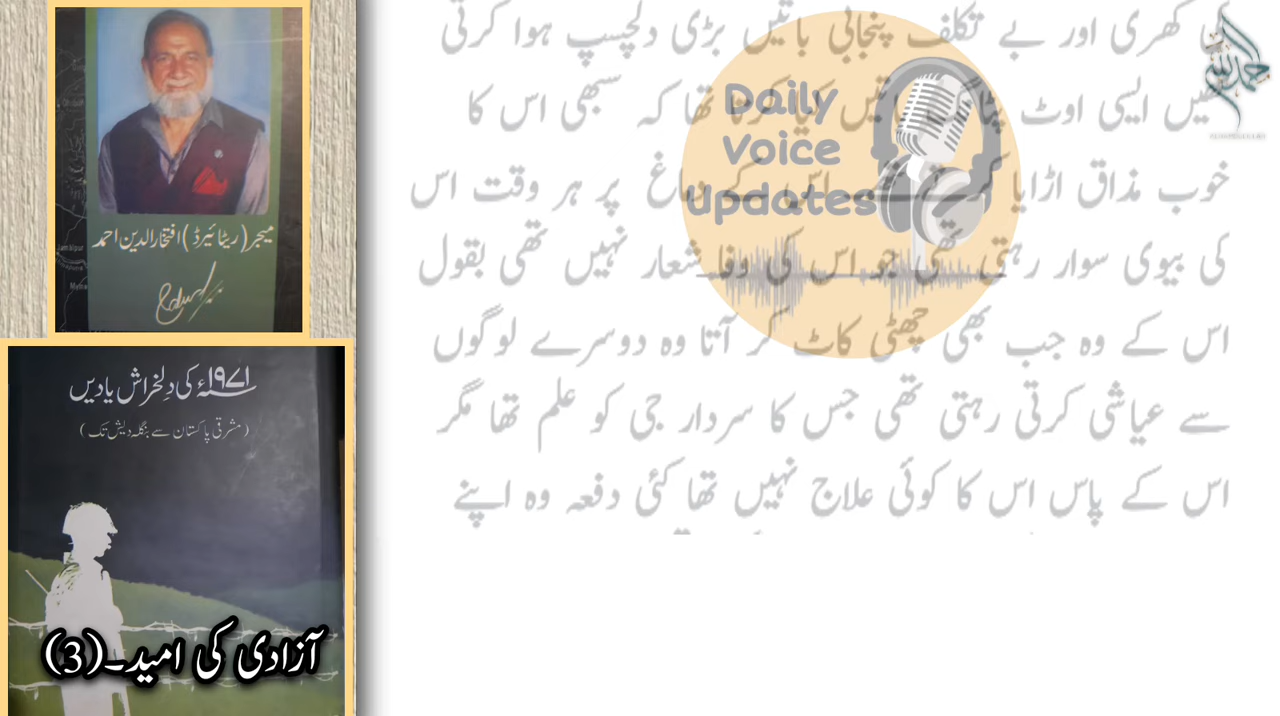 کی کھری اور بے تکلف پنجابی باتیں بڑی دلچسپ ہوا کرتی
ایسی اوٹ کیا کرتا تھا کہ سبھی اس کا
خوب مذاق اڑایا کرتے تھے۔ اس کے دماغ پر ہر وقت اس
کی بیوی سوار رہتی تھی جو اس کی وفا شعار نہیں تھی بقول
اس کے وہ جب بھی چھٹی کاٹ کر آتا وہ دوسرے لوگوں
سے عیاشی کرتی رہتی تھی جس کا سردار جی کو علم تھا مگر
اس کے پاس اس کا کوئی علاج نہیں تھا کئی دفعہ وہ اپنے
Daily
Voice
updates
میجر (ریٹائیرڈ) افتخار الدین احمد
۱۹۷۱ء کی دلخراش یادیں
(مشرقی پاکستان سے بنگلہ دیش تک)
آزادی کی امید۔(3)